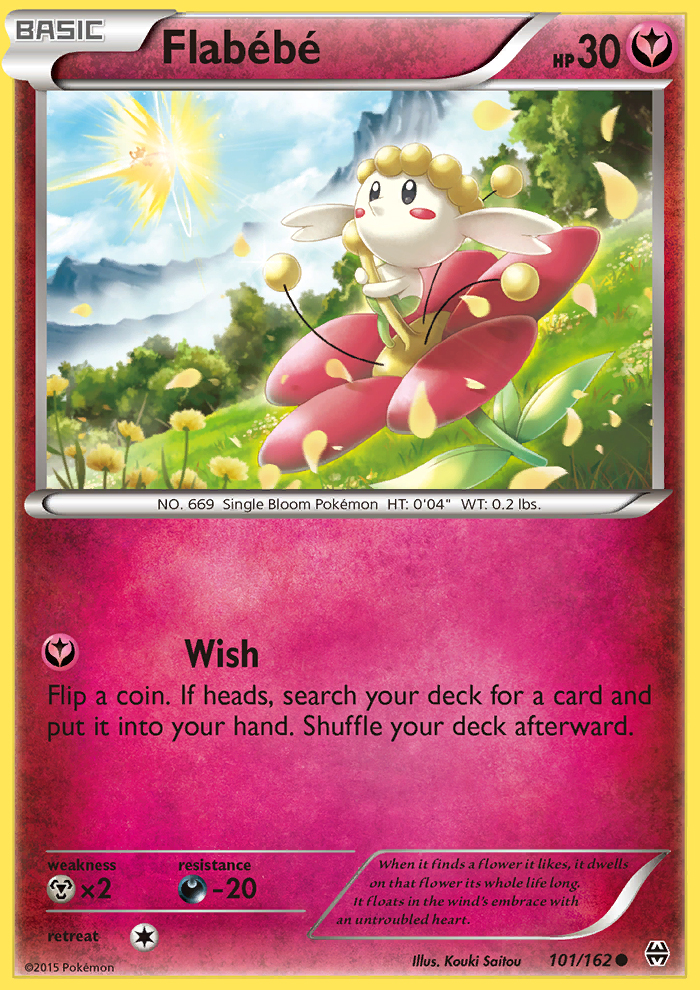 BASIC
Flabébé
HP30
NO. 669 Single Bloom Pokémon HT: 0'04" WT: 0.2 lbs.
Wish
Flip a coin. If heads, search your deck for a card and
put it into your hand. Shuffle your deck afterward.
weakness resistance
×2 -20
When it finds a flower it likes, it dwells
on that flower its whole life long.
It floats in the wind's embrace with
an untroubled heart.
retreat
©2015 Pokémon
Illus. Kouki Saitou 101/162